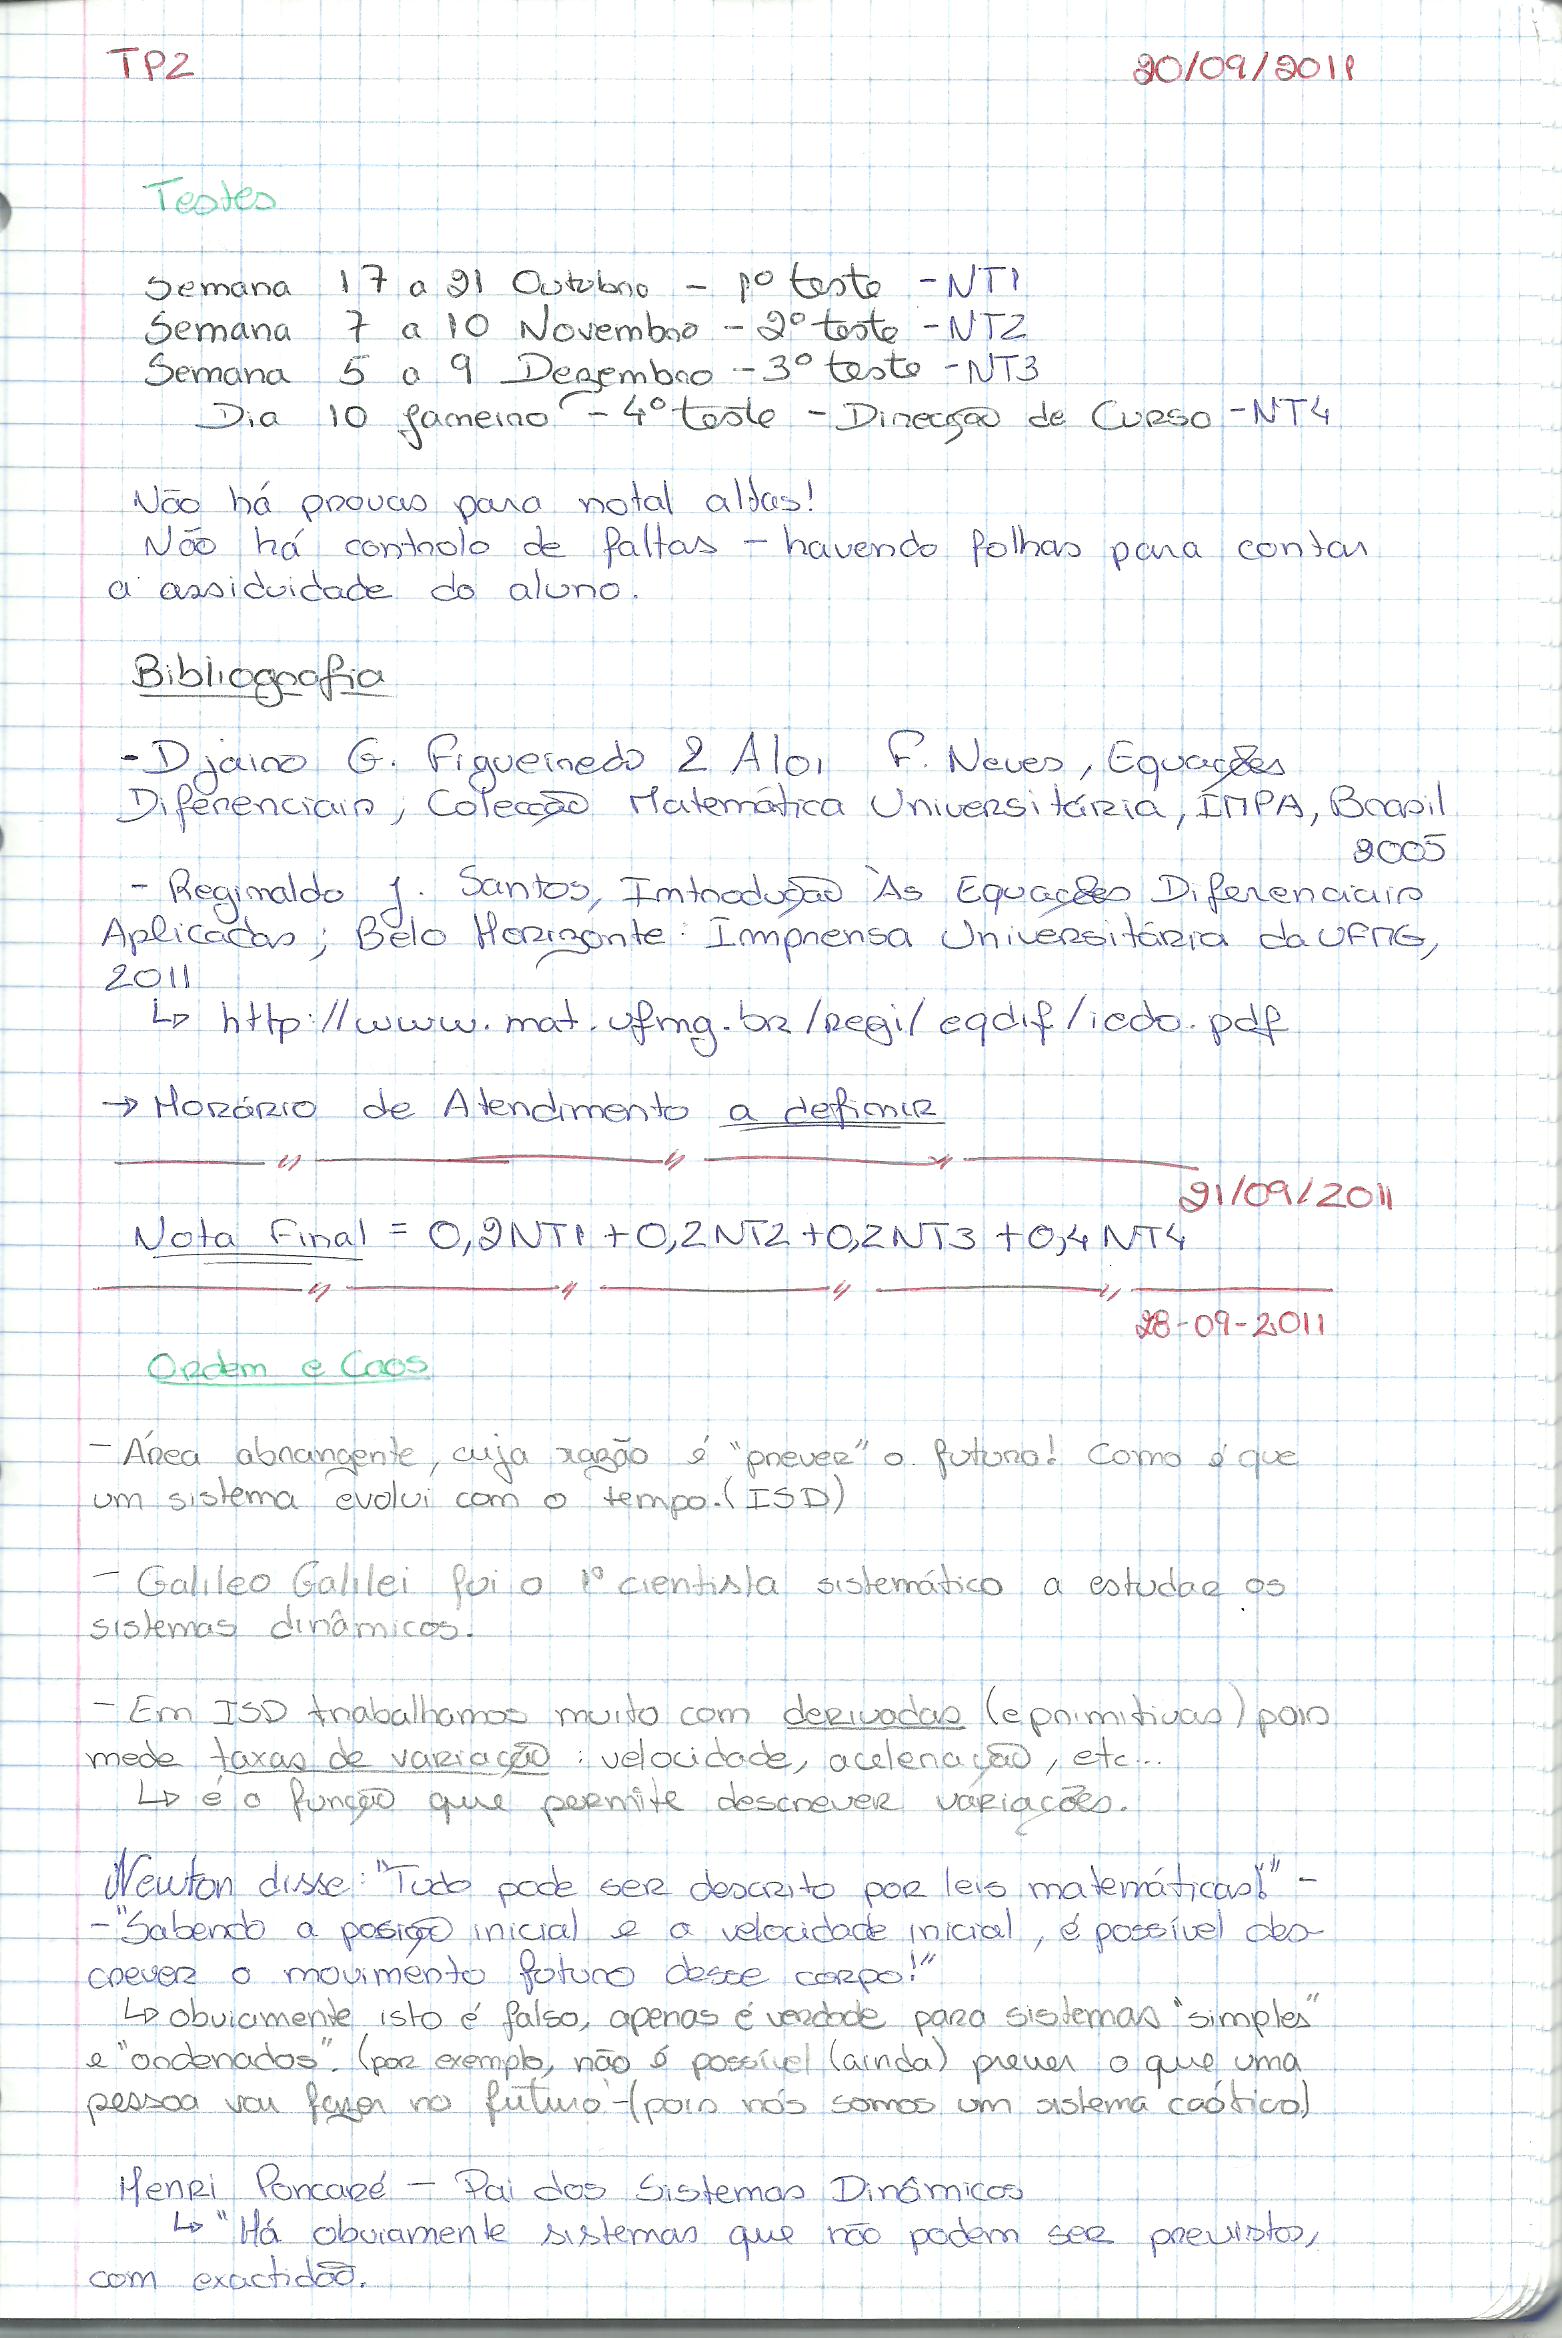 TP2 20/09/2011
Testes
Semana 17 a 21 Outubro - 1º teste - NT1
Semana 7 a 10 Novembro - 2º teste - NT2
Semana 5 a 9 Dezembro - 3º teste - NT3
Dia 10 Janeiro - 4º teste - Direcção de Curso - NT4
Não há provas para notal altas!
Não há controlo de faltas - havendo folhas para contar
a assiduidade do aluno.
Bibliografia
- Djairo G. Figueiredo 2 Aloi F. Neves, Equações
Diferenciais, Colecção Matemática Universitária, IMPA, Brasil
2005
- Reginaldo J. Santos, Introdução Às Equações Diferenciais
Aplicadas; Belo Horizonte: Imprensa Universitária da UFMG,
2011
↳ http://www.mat.ufmg.br/regi/eqdif/iedo.pdf
→ Horário de Atendimento a definir
21/09/2011
Nota Final = 0,2NT1 + 0,2NT2 + 0,2NT3 + 0,4NT4
28-09-2011
Ordem e Caos
- Área abrangente, cuja razão é "prever" o futuro! Como é que
um sistema evolui com o tempo. (ISD)
- Galileo Galilei foi o 1º cientista sistemático a estudar os
sistemas dinâmicos.
- Em ISD trabalhamos muito com derivadas (e primitivas) pois
mede taxas de variação: velocidade, aceleração, etc...
↳ é a função que permite descrever variações.
Newton disse: "Tudo pode ser descrito por leis matemáticas!" -
- "Sabendo a posição inicial e a velocidade inicial, é possível des-
crever o movimento futuro desse corpo!"
↳ obviamente isto é falso, apenas é verdade para sistemas "simples"
e "ordenados". (por exemplo, não é possível (ainda) prever o que uma
pessoa vai fazer no futuro - (pois nós somos um sistema caótico)
Henri Poncaré - Pai dos Sistemas Dinâmicos
↳ "Há obviamente sistemas que não podem ser previstos,
com exactidão.